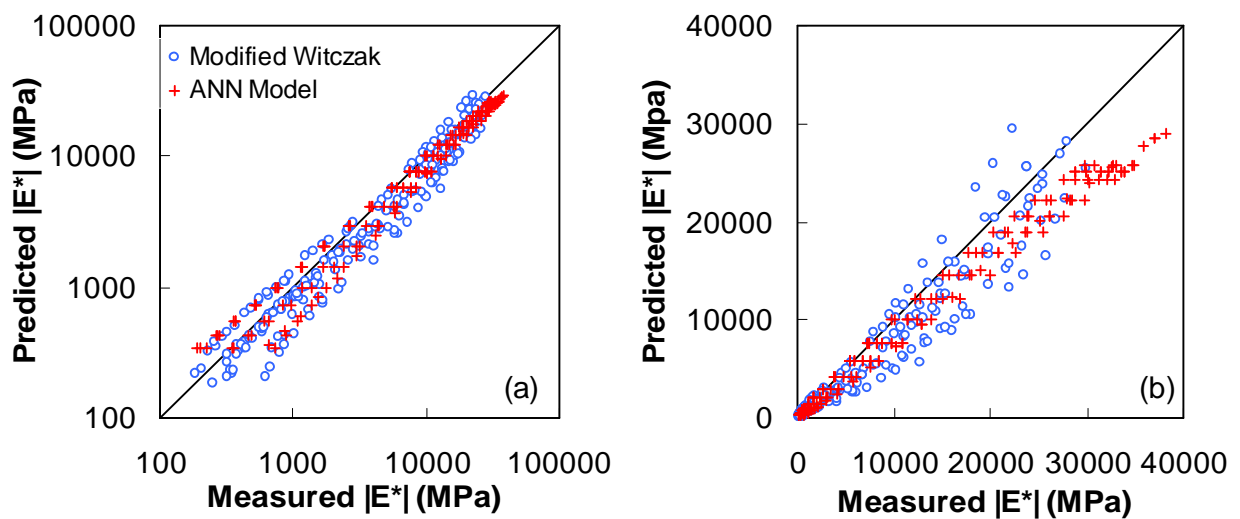 100000
10000
1000
100
Predicted |E*| (MPa)
Modified Witczak
ANN Model
(a)
100 1000 10000 100000
Measured |E*| (MPa)
40000
30000
20000
10000
0
Predicted |E*| (Mpa)
(b)
0 10000 20000 30000 40000
Measured |E*| (MPa)